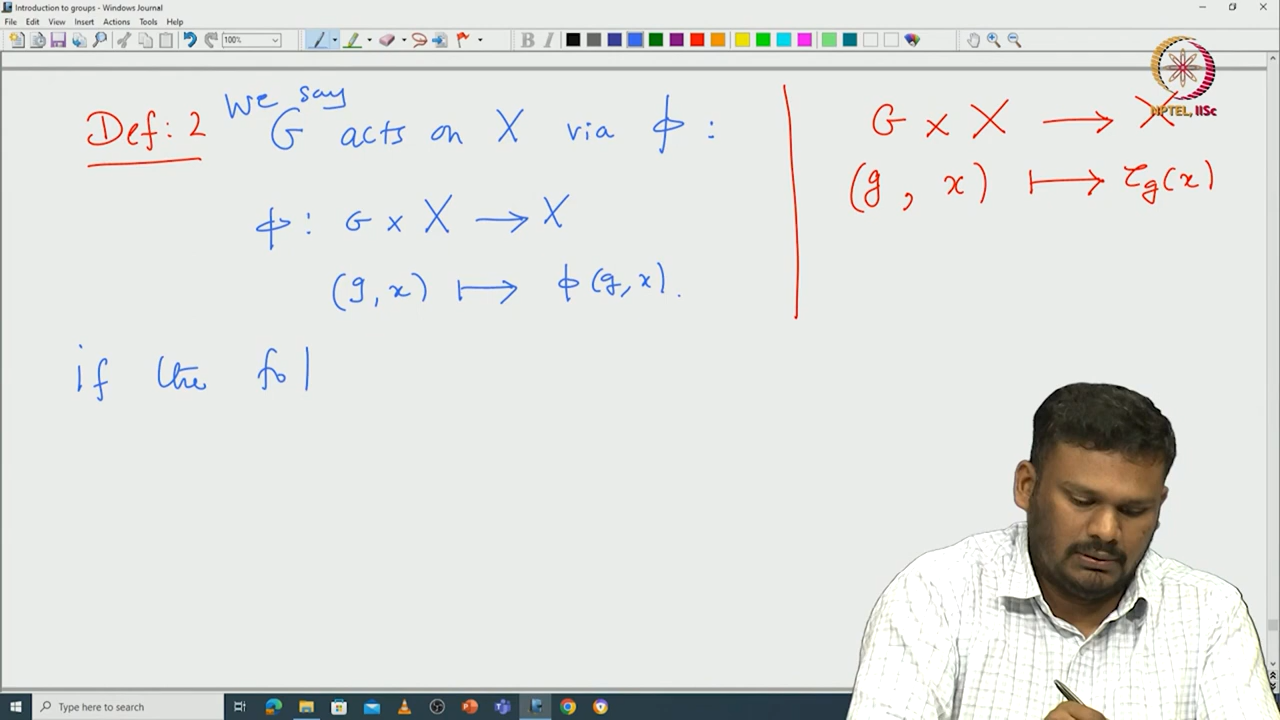 Introduction to groups - Windows Journal
File Edit View Insert Actions Tools Help
100%
B I
We say
Def: 2 G acts on X via ϕ :
ϕ : G × X ⟶ X
(g, x) ⟼ ϕ(g, x).
if the fol
G × X ⟶ X
(g, x) ⟼ τg(x)
NPTEL, IISc
Type here to search